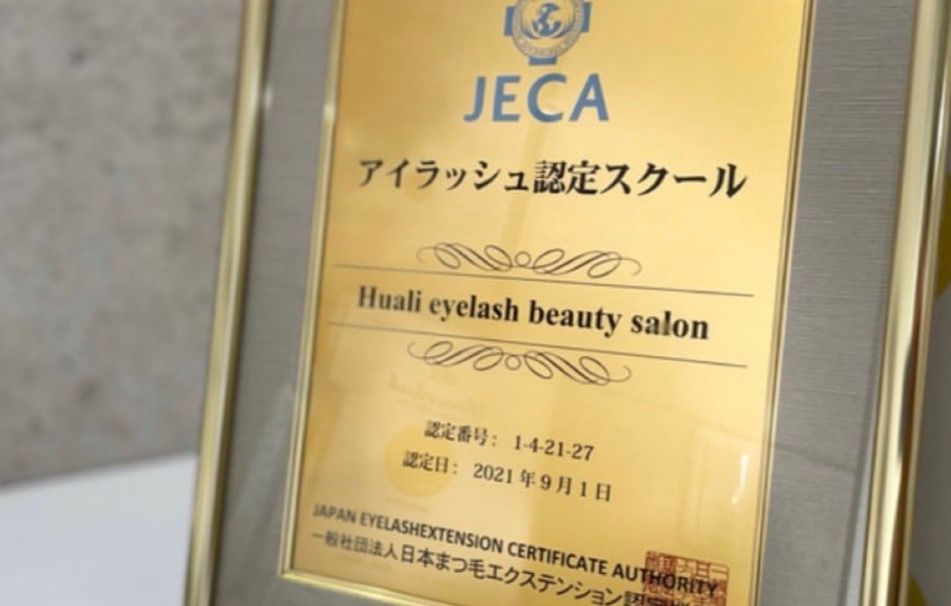 JECA
アイラッシュ認定スクール
Huali eyelash beauty salon
認定番号： 1-4-21-27
認定日： 2021年9月1日
JAPAN EYELASHEXTENSION CERTIFICATE AUTHORITY
一般社団法人日本まつ毛エクステンション認定